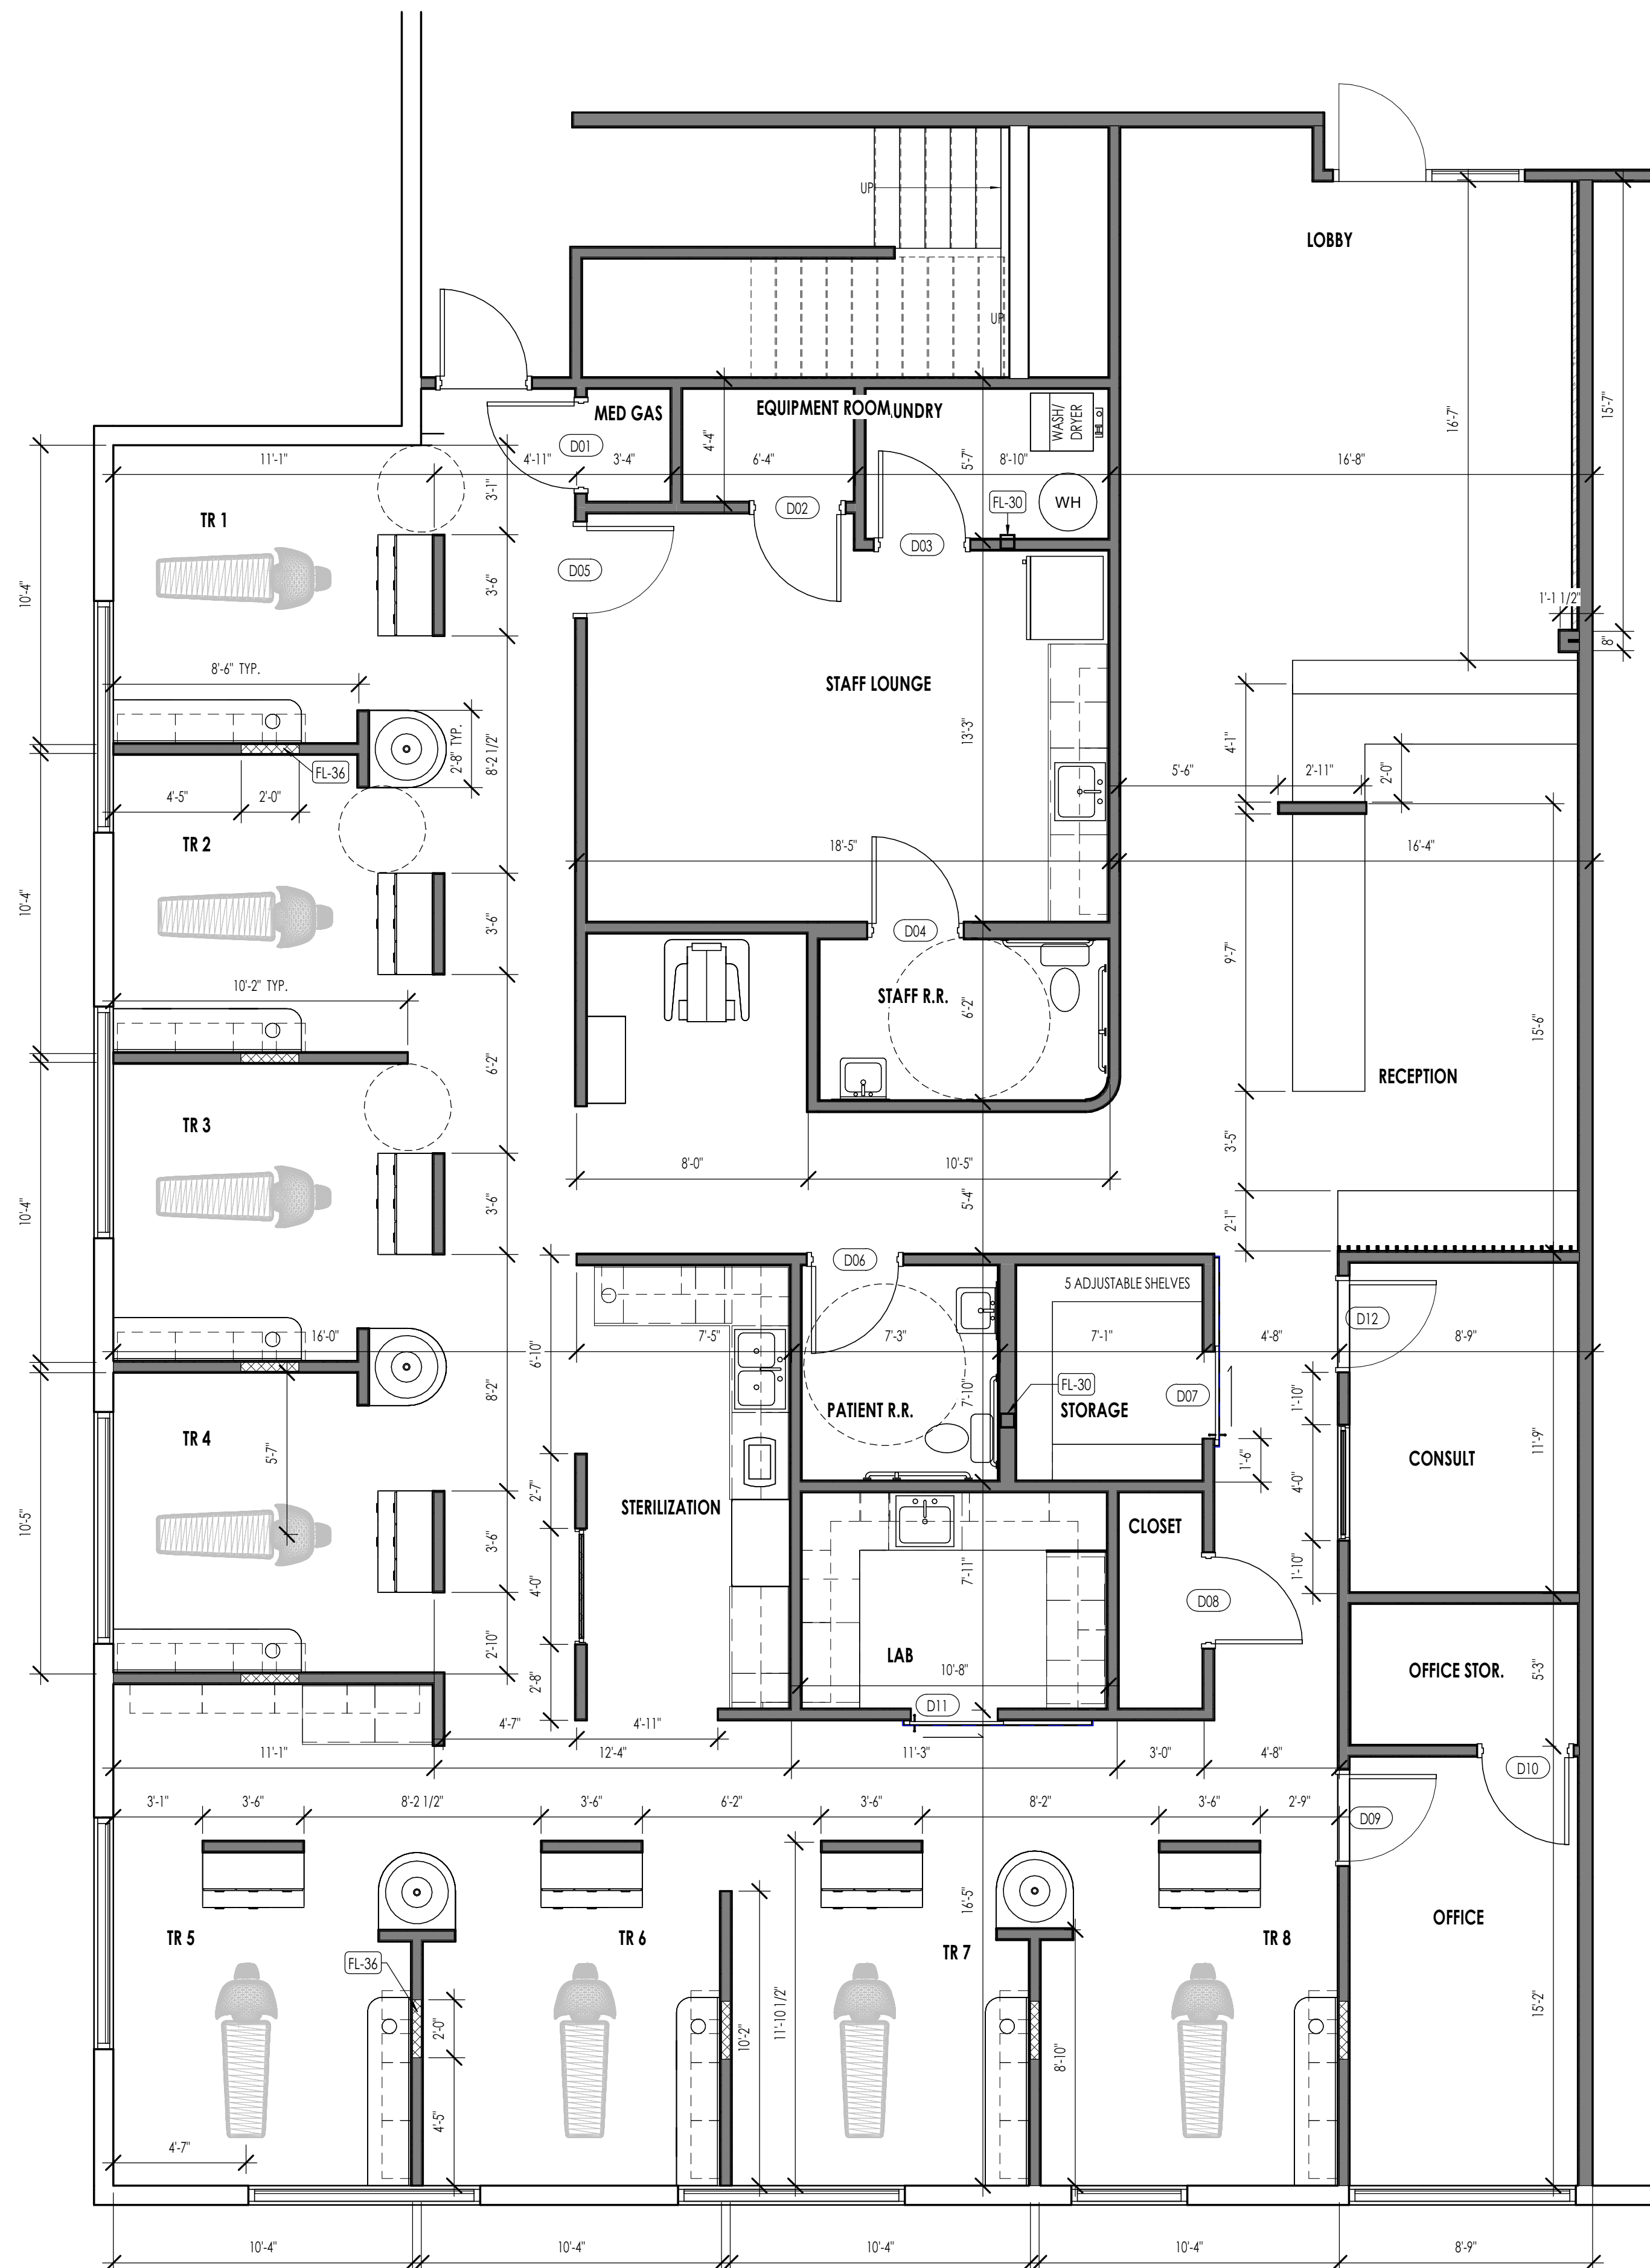 UP
LOBBY
UP
MED GAS
EQUIPMENT ROOM
UNDRY
WASH/
DRYER
16'-7"
15'-7"
D01
4'-4"
5'-7"
11'-1"
4'-11"
3'-4"
6'-4"
8'-10"
16'-8"
3'-1"
D02
FL-30
WH
TR 1
D03
D05
10'-4"
3'-6"
1'-1 1/2"
8"
8'-6" TYP.
STAFF LOUNGE
2'-8" TYP.
8'-2 1/2"
13'-3"
4'-1"
FL-36
5'-6"
2'-11"
2'-0"
4'-5"
2'-0"
TR 2
18'-5"
16'-4"
10'-4"
3'-6"
D04
9'-7"
10'-2" TYP.
STAFF R.R.
6'-2"
15'-6"
6'-2"
RECEPTION
TR 3
3'-5"
8'-0"
10'-5"
10'-4"
3'-6"
5'-4"
2'-1"
D06
5 ADJUSTABLE SHELVES
D12
16'-0"
7'-5"
7'-3"
7'-1"
4'-8"
8'-9"
6'-10"
8'-2"
7'-10"
FL-30
D07
1'-10"
PATIENT R.R.
STORAGE
TR 4
5'-7"
1'-6"
CONSULT
11'-9"
4'-0"
2'-7"
STERILIZATION
CLOSET
10'-5"
3'-6"
4'-0"
7'-11"
1'-10"
D08
2'-10"
LAB
10'-8"
OFFICE STOR.
5'-3"
2'-8"
D11
4'-7"
4'-11"
11'-1"
12'-4"
11'-3"
3'-0"
4'-8"
D10
3'-1"
3'-6"
8'-2 1/2"
3'-6"
6'-2"
3'-6"
8'-2"
3'-6"
2'-9"
D09
16'-5"
OFFICE
TR 5
TR 6
TR 7
TR 8
FL-36
2'-0"
10'-2"
11'-10 1/2"
8'-10"
15'-2"
4'-5"
4'-7"
10'-4"
10'-4"
10'-4"
10'-4"
8'-9"